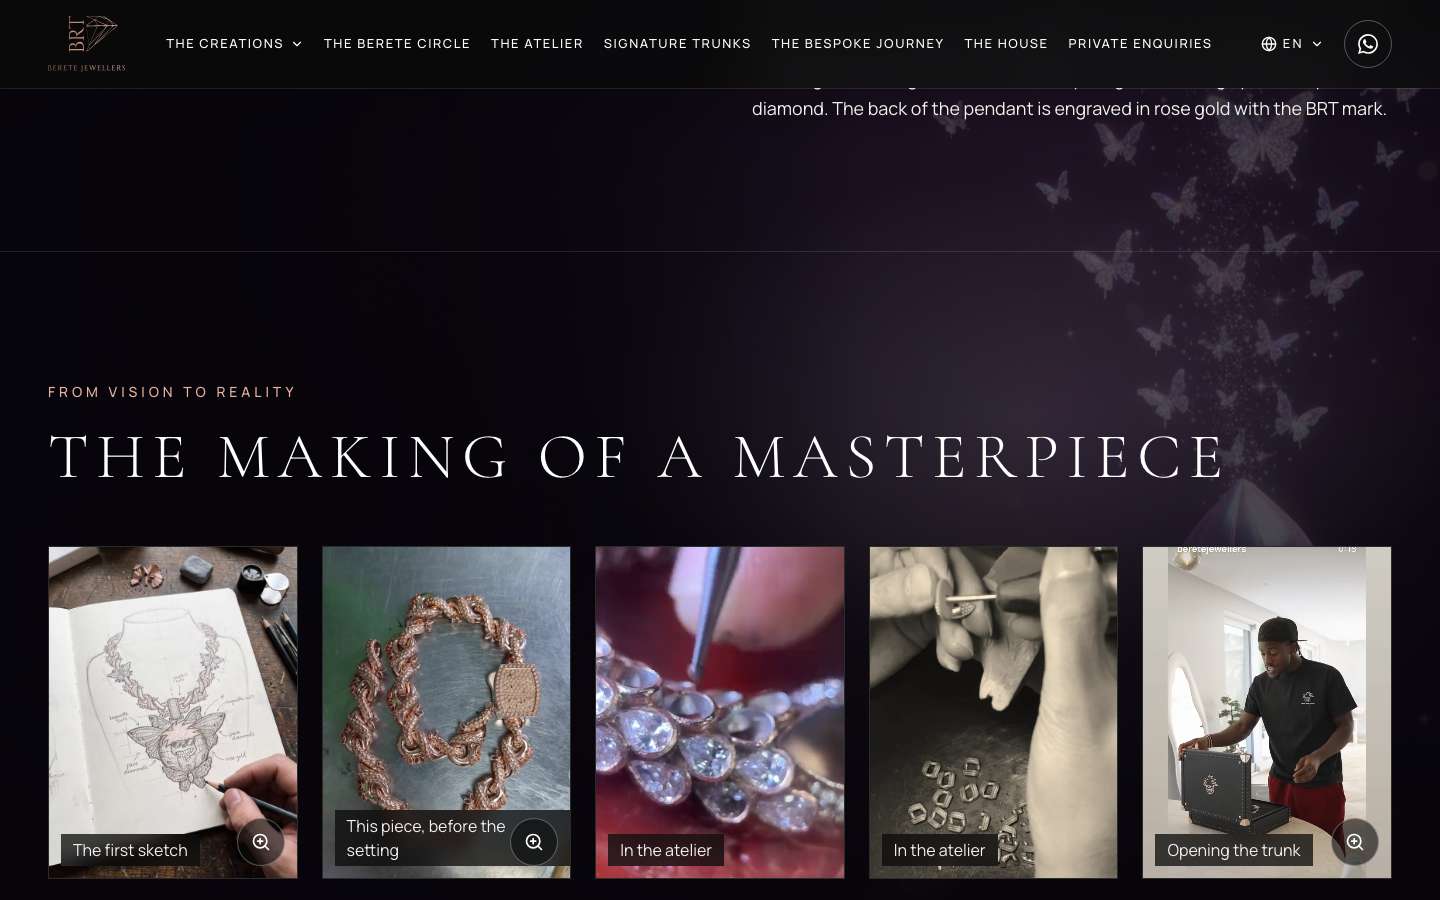 BRT
BERETE JEWELLERS
THE CREATIONS
THE BERETE CIRCLE
THE ATELIER
SIGNATURE TRUNKS
THE BESPOKE JOURNEY
THE HOUSE
PRIVATE ENQUIRIES
EN
diamond. The back of the pendant is engraved in rose gold with the BRT mark.
FROM VISION TO REALITY
THE MAKING OF A MASTERPIECE
beretejewellers
0:15
The first sketch
This piece, before the
setting
In the atelier
In the atelier
Opening the trunk